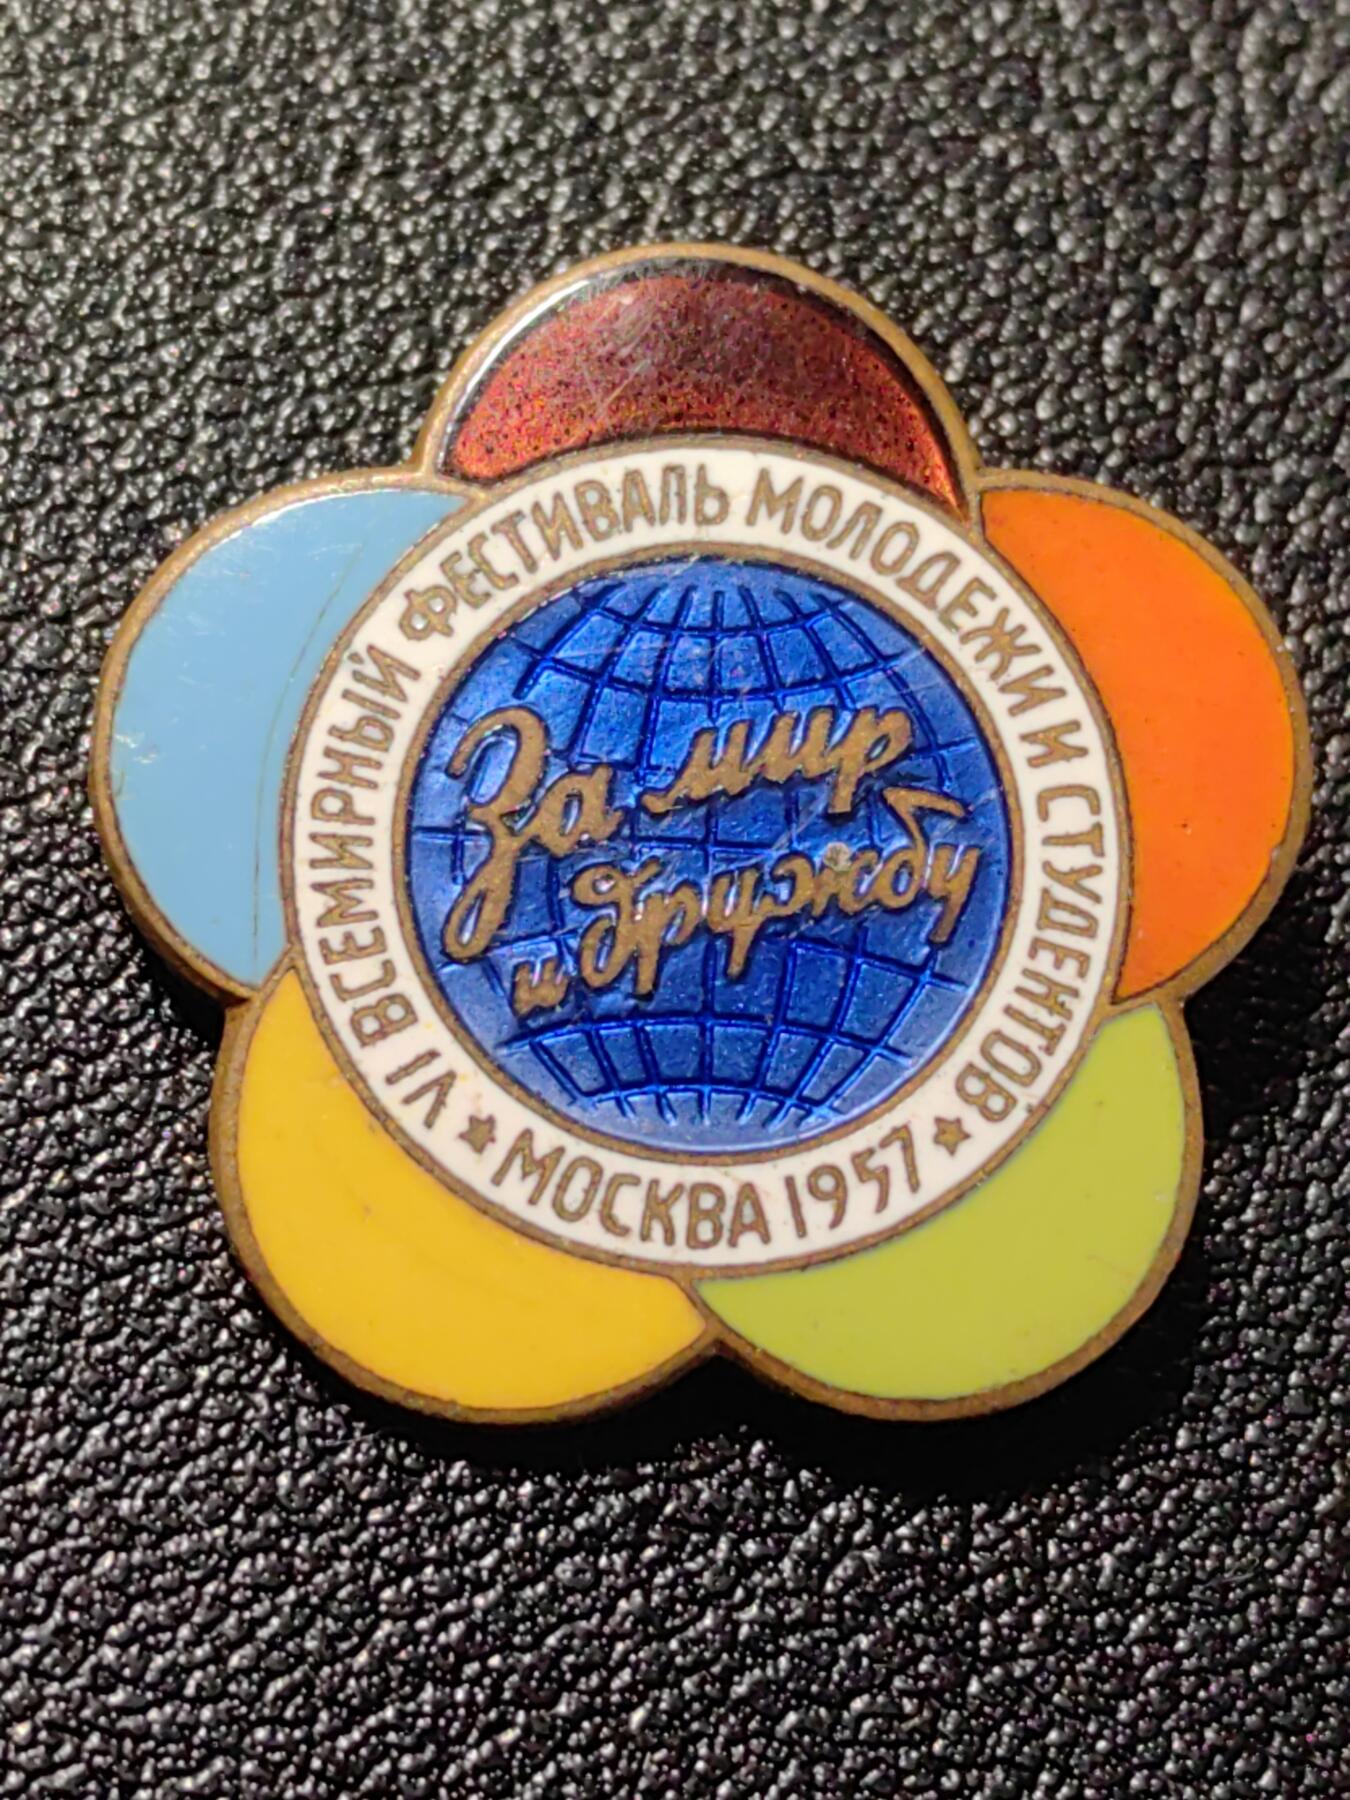 VI ВСЕМИРНЫЙ ФЕСТИВАЛЬ МОЛОДЕЖИ И СТУДЕНТОВ
За мир
и дружбу
★ МОСКВА 1957 ★